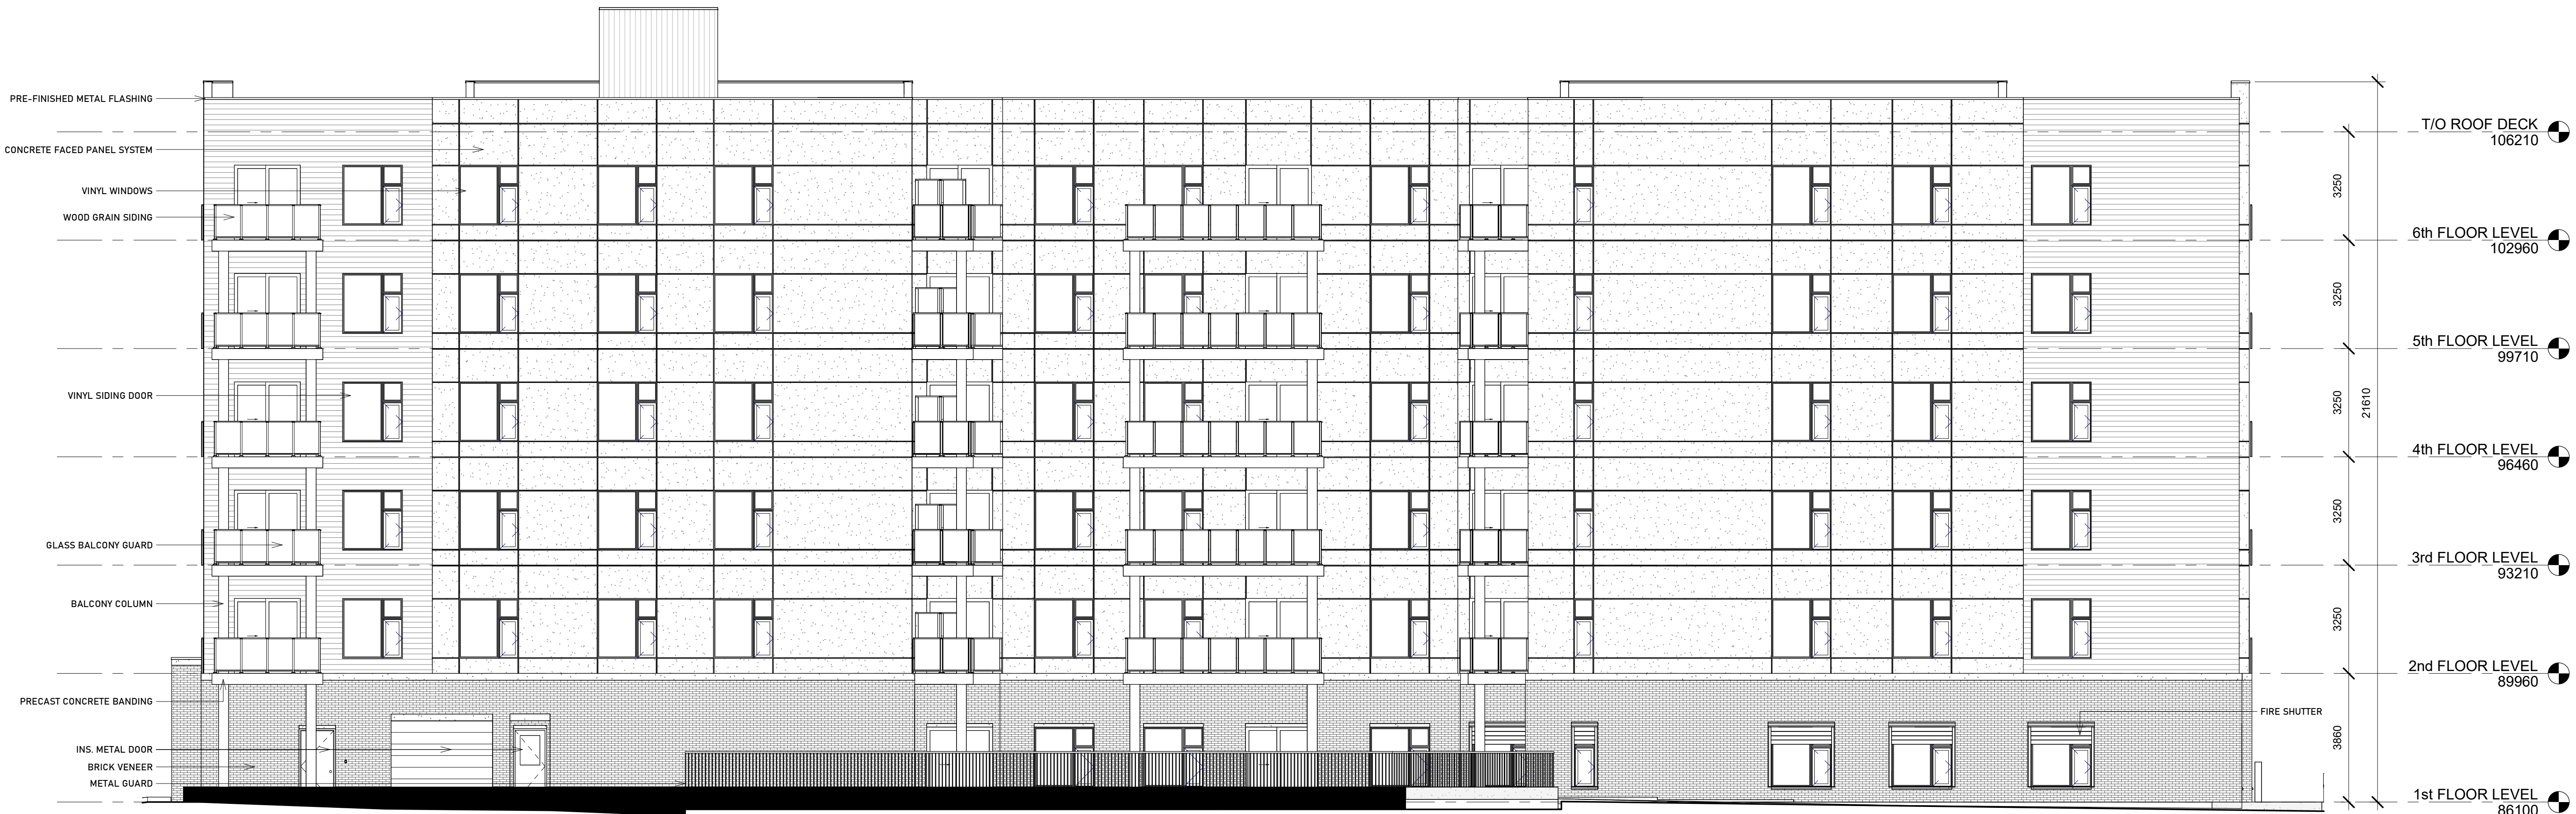 PRE-FINISHED METAL FLASHING
CONCRETE FACED PANEL SYSTEM
VINYL WINDOWS
WOOD GRAIN SIDING
VINYL SIDING DOOR
GLASS BALCONY GUARD
BALCONY COLUMN
PRECAST CONCRETE BANDING
INS. METAL DOOR
BRICK VENEER
METAL GUARD
FIRE SHUTTER
3250
3250
3250
3250
3250
3860
21610
T/O ROOF DECK
106210
6th FLOOR LEVEL
102960
5th FLOOR LEVEL
99710
4th FLOOR LEVEL
96460
3rd FLOOR LEVEL
93210
2nd FLOOR LEVEL
89960
1st FLOOR LEVEL
86100